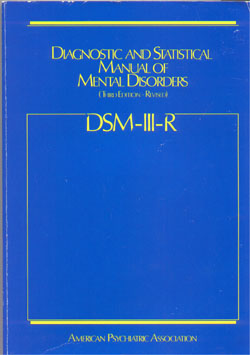 DIAGNOSTIC AND STATISTICAL
MANUAL OF
MENTAL DISORDERS
(THIRD EDITION - REVISED)
DSM-III-R
AMERICAN PSYCHIATRIC ASSOCIATION